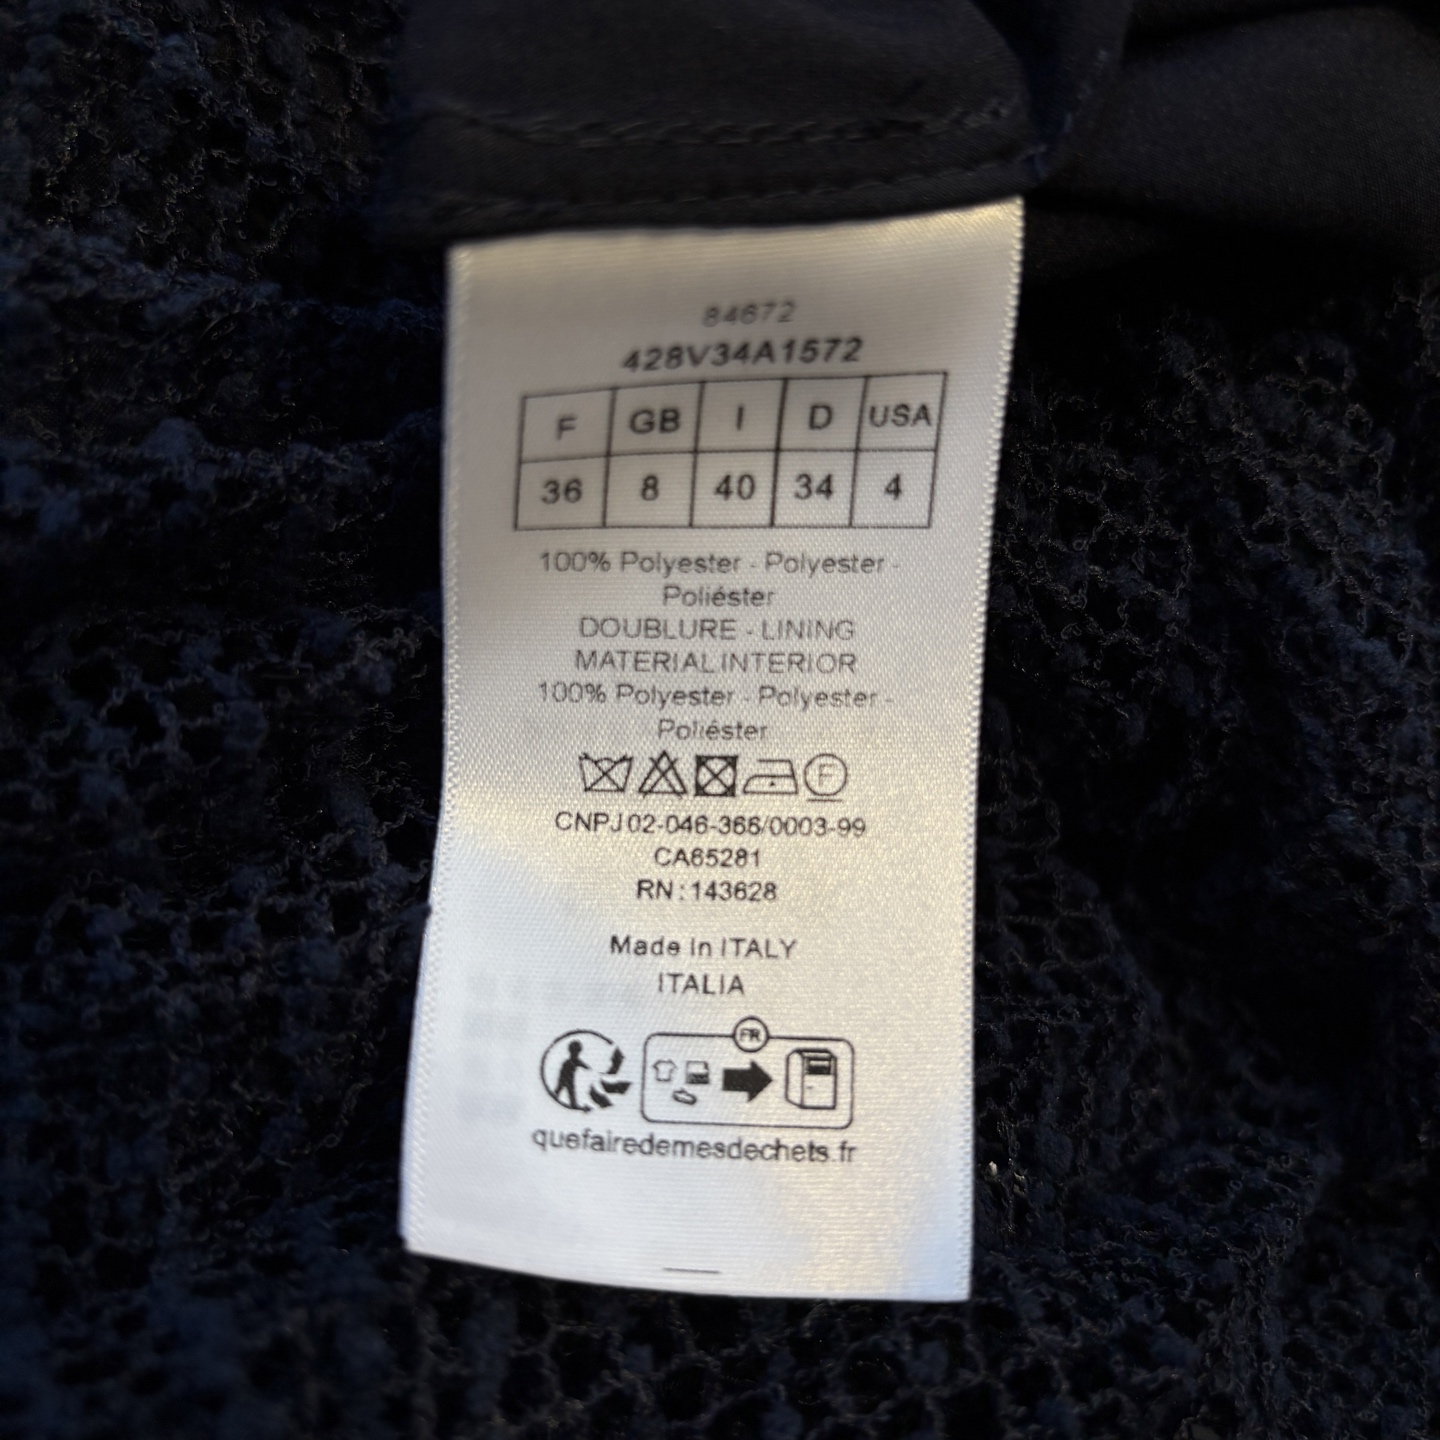 84672
428V34A1572
F GB I D USA
36 8 40 34 4
100% Polyester - Polyester -
Poliéster
DOUBLURE - LINING
MATERIAL INTERIOR
100% Polyester - Polyester -
Poliéster
F
CNPJ 02-046-366/0003-99
CA65281
RN : 143628
Made in ITALY
ITALIA
FR
quefairedemesdechets.fr